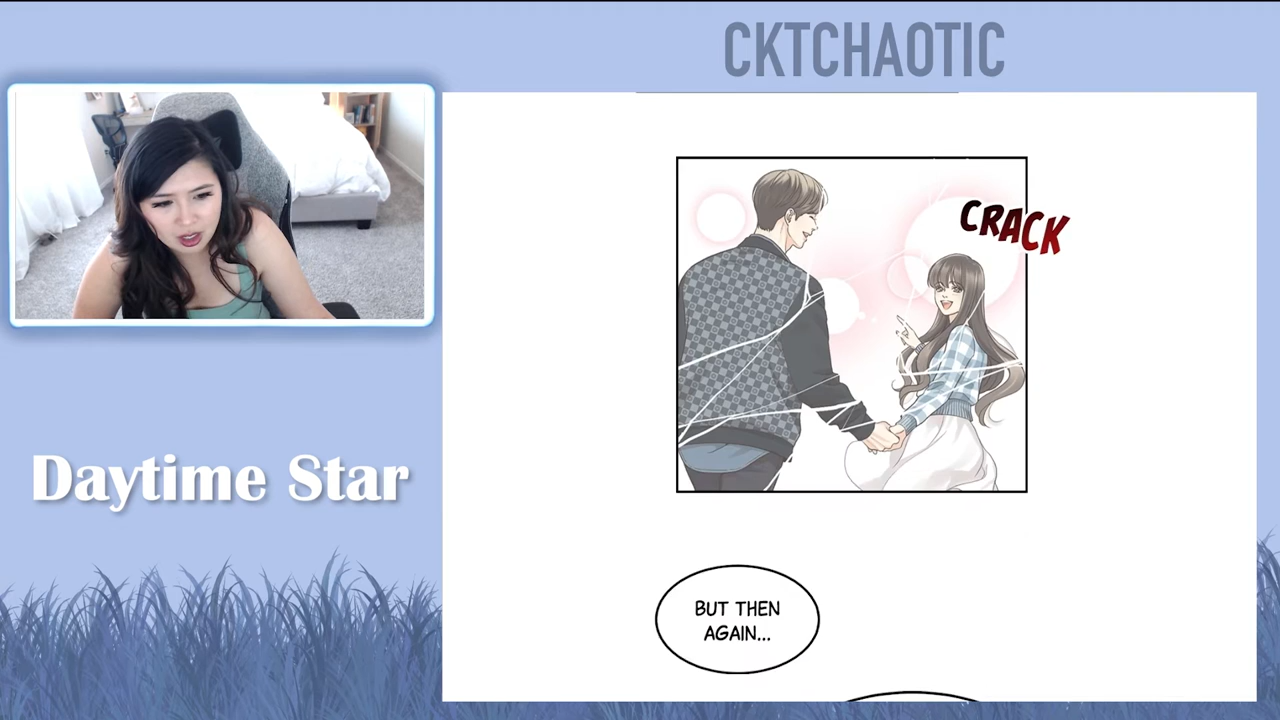 CKTCHAOTIC
CRACK
Daytime Star
BUT THEN
AGAIN...